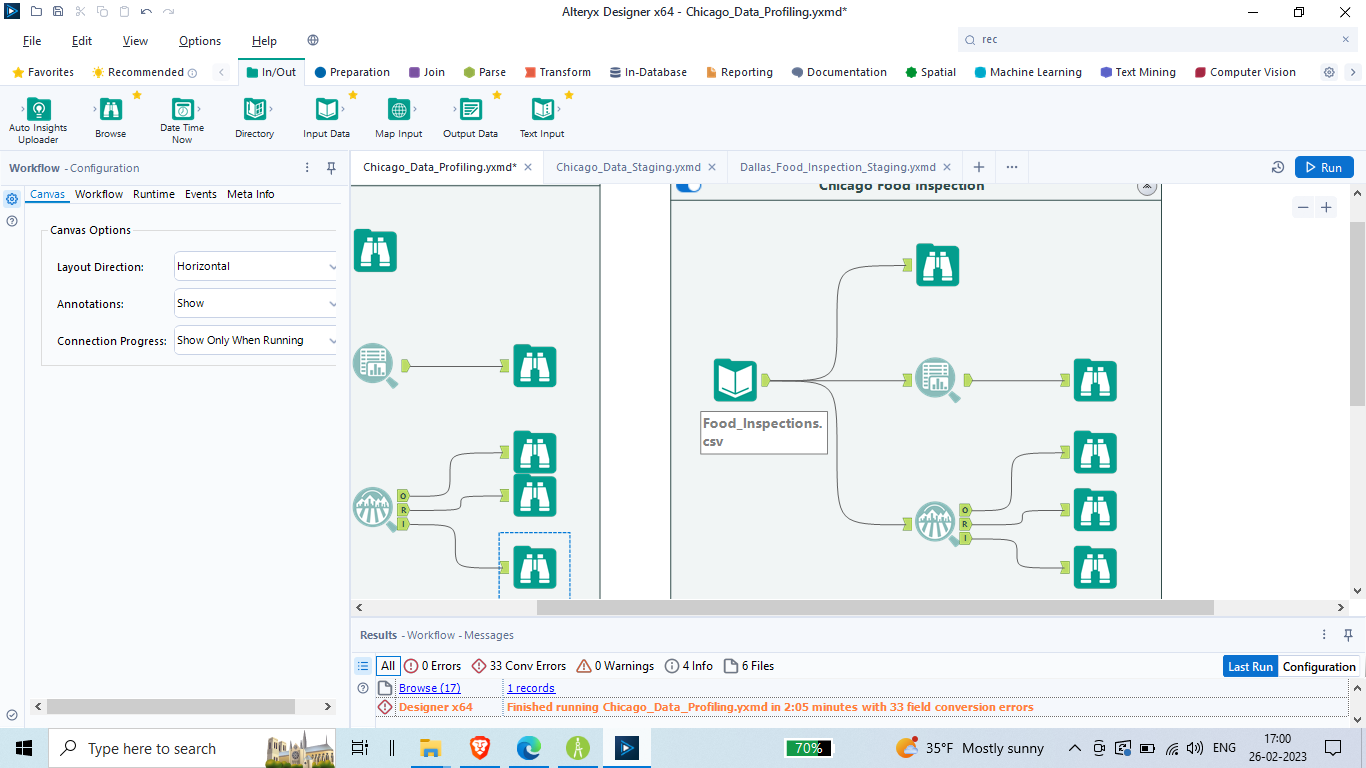 Alteryx Designer x64 - Chicago_Data_Profiling.yxmd*
File Edit View Options Help
rec
Favorites Recommended In/Out Preparation Join Parse Transform In-Database Reporting Documentation Spatial Machine Learning Text Mining Computer Vision
Auto Insights Uploader
Browse
Date Time Now
Directory
Input Data
Map Input
Output Data
Text Input
Workflow - Configuration
Chicago_Data_Profiling.yxmd* Chicago_Data_Staging.yxmd Dallas_Food_Inspection_Staging.yxmd
Run
Canvas Workflow Runtime Events Meta Info
Canvas Options
Layout Direction: Horizontal
Annotations: Show
Connection Progress: Show Only When Running
Chicago Food Inspection
Food_Inspections.
csv
O
R
I
O
R
I
Results - Workflow - Messages
All 0 Errors 33 Conv Errors 0 Warnings 4 Info 6 Files
Last Run Configuration
Browse (17) 1 records
Designer x64 Finished running Chicago_Data_Profiling.yxmd in 2:05 minutes with 33 field conversion errors
Type here to search
70%
35°F Mostly sunny
ENG
17:00
26-02-2023